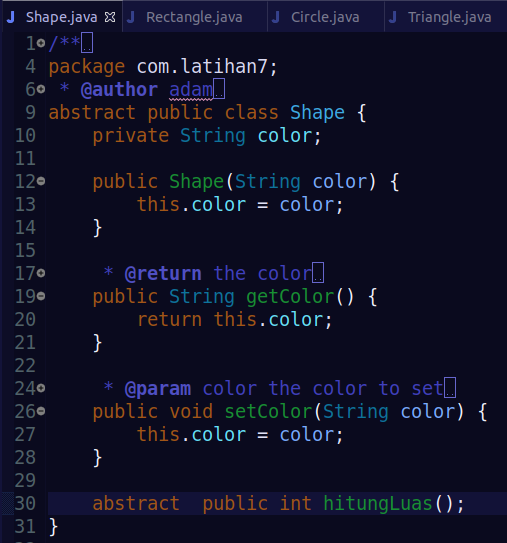 Shape.java Rectangle.java Circle.java Triangle.java
1 /**
4 package com.latihan7;
6 * @author adam
9 abstract public class Shape {
10 private String color;
11
12 public Shape(String color) {
13 this.color = color;
14 }
15
17 * @return the color
19 public String getColor() {
20 return this.color;
21 }
22
24 * @param color the color to set
26 public void setColor(String color) {
27 this.color = color;
28 }
29
30 abstract  public int hitungLuas();
31 }